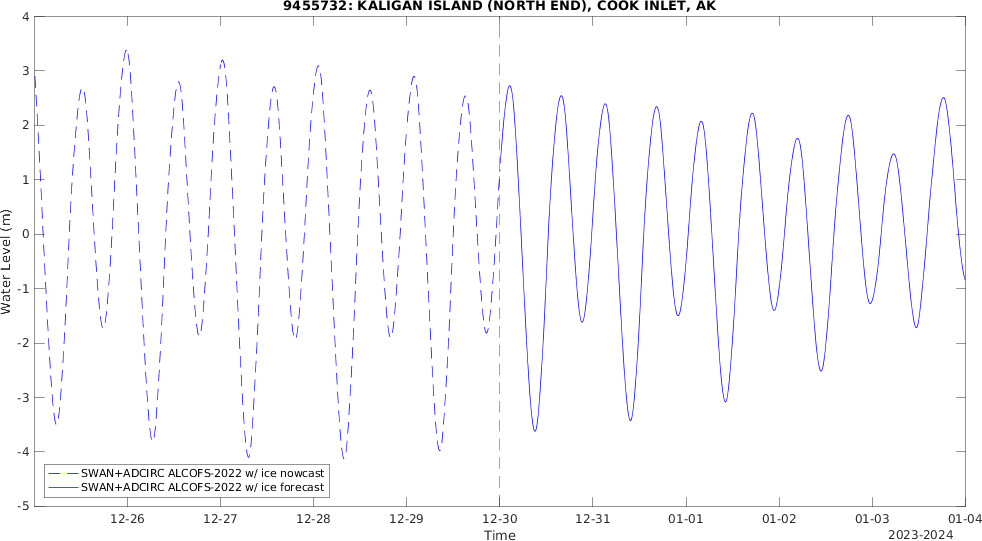 9455732: KALIGAN ISLAND (NORTH END), COOK INLET, AK
4
3
2
1
0
-1
-2
-3
-4
-5
Water Level (m)
SWAN+ADCIRC ALCOFS-2022 w/ ice nowcast
SWAN+ADCIRC ALCOFS-2022 w/ ice forecast
12-26 12-27 12-28 12-29 12-30 12-31 01-01 01-02 01-03 01-04
Time
2023-2024